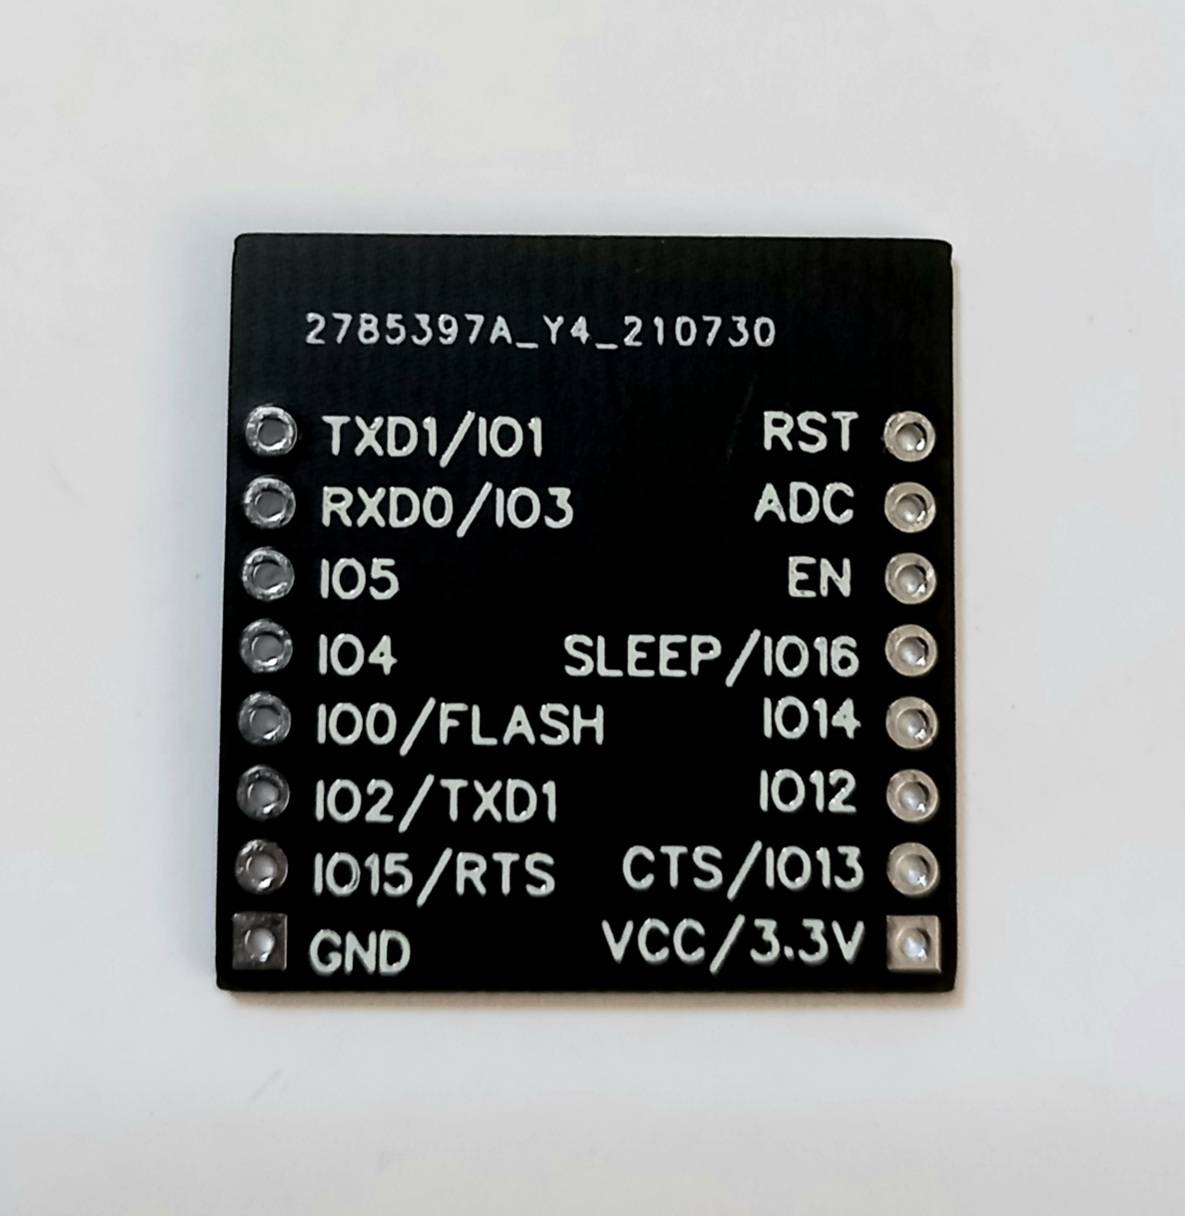 2785397A_Y4_210730
TXD1/IO1 RST
RXD0/IO3 ADC
IO5 EN
IO4 SLEEP/IO16
IO0/FLASH IO14
IO2/TXD1 IO12
IO15/RTS CTS/IO13
GND VCC/3.3V